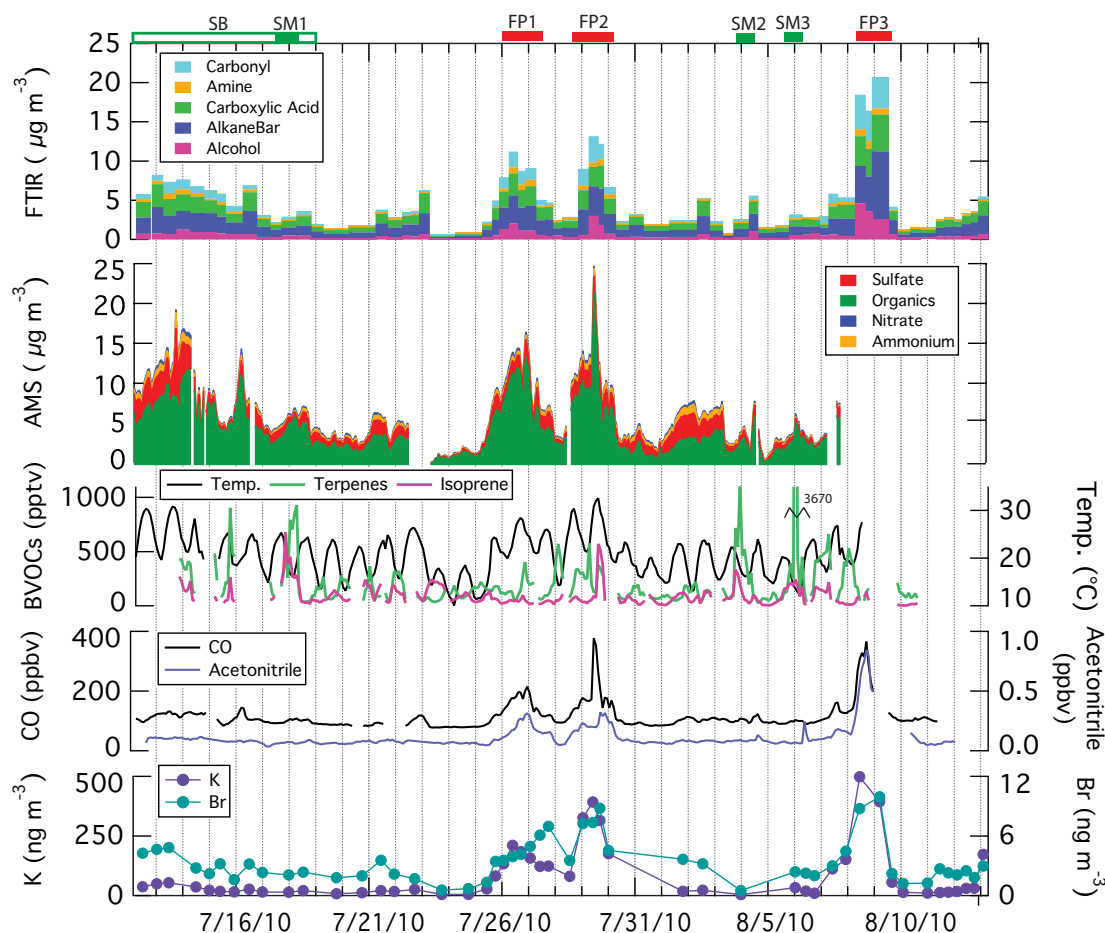 SB SM1 FP1 FP2 SM2 SM3 FP3
25
20
15
10
5
0
FTIR ( µg m⁻³)
Carbonyl
Amine
Carboxylic Acid
AlkaneBar
Alcohol
25
20
15
10
5
0
AMS ( µg m⁻³)
Sulfate
Organics
Nitrate
Ammonium
1000
500
0
BVOCs (pptv)
Temp. Terpenes Isoprene
3670
30
20
10
Temp. (°C)
400
200
0
CO (ppbv)
CO
Acetonitrile
1.0
0.5
0.0
Acetonitrile
(ppbv)
500
250
0
K (ng m⁻³)
K
Br
12
6
0
Br (ng m⁻³)
7/16/10 7/21/10 7/26/10 7/31/10 8/5/10 8/10/10